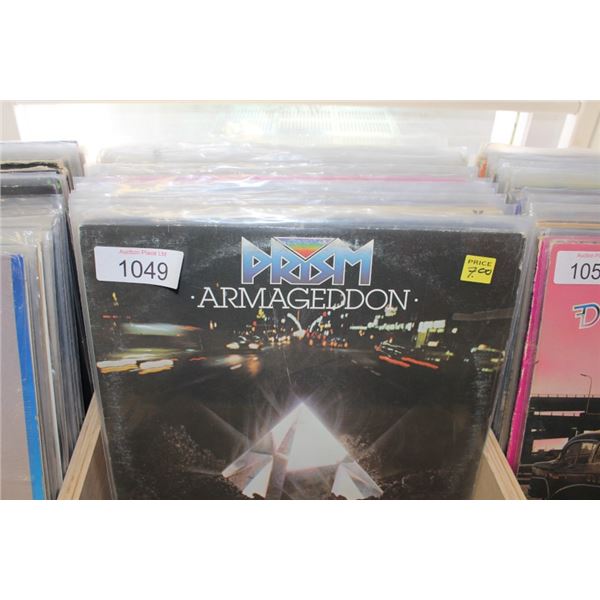 Auction Place Ltd
1049
PRISM
· ARMAGEDDON ·
PRICE
7.00
105
D